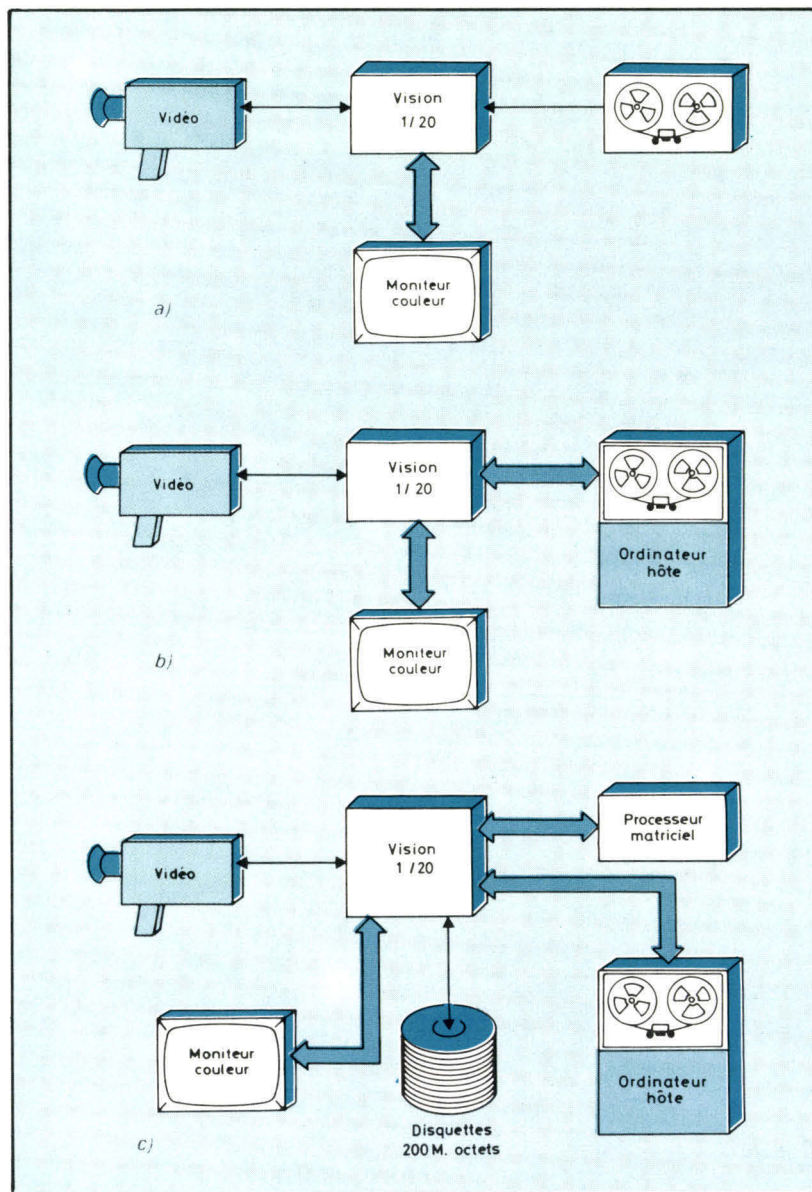 Vidéo
Vision
1/20
Moniteur
couleur
a)
Vidéo
Vision
1/20
Ordinateur
hôte
Moniteur
couleur
b)
Vidéo
Vision
1/20
Processeur
matriciel
Moniteur
couleur
Disquettes
200 M. octets
Ordinateur
hôte
c)